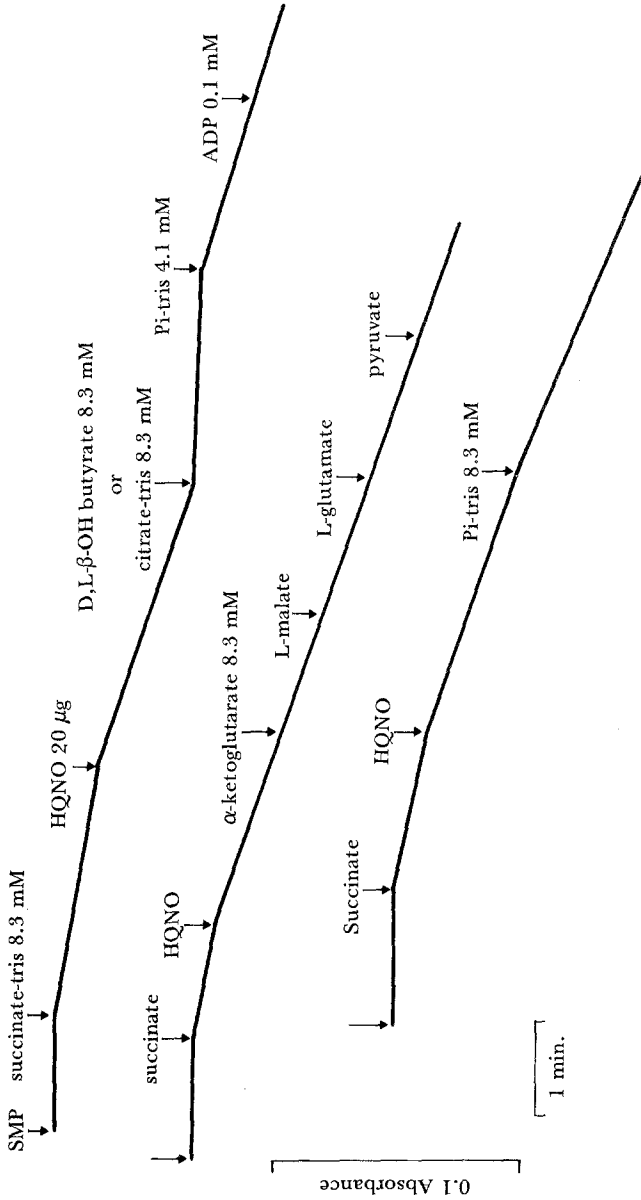 SMP
succinate-tris 8.3 mM
HQNO 20 μg
D,L-β-OH butyrate 8.3 mM
or
citrate-tris 8.3 mM
Pi-tris 4.1 mM
ADP 0.1 mM
succinate
HQNO
α-ketoglutarate 8.3 mM
L-malate
L-glutamate
pyruvate
Succinate
HQNO
Pi-tris 8.3 mM
0.1 Absorbance
1 min.